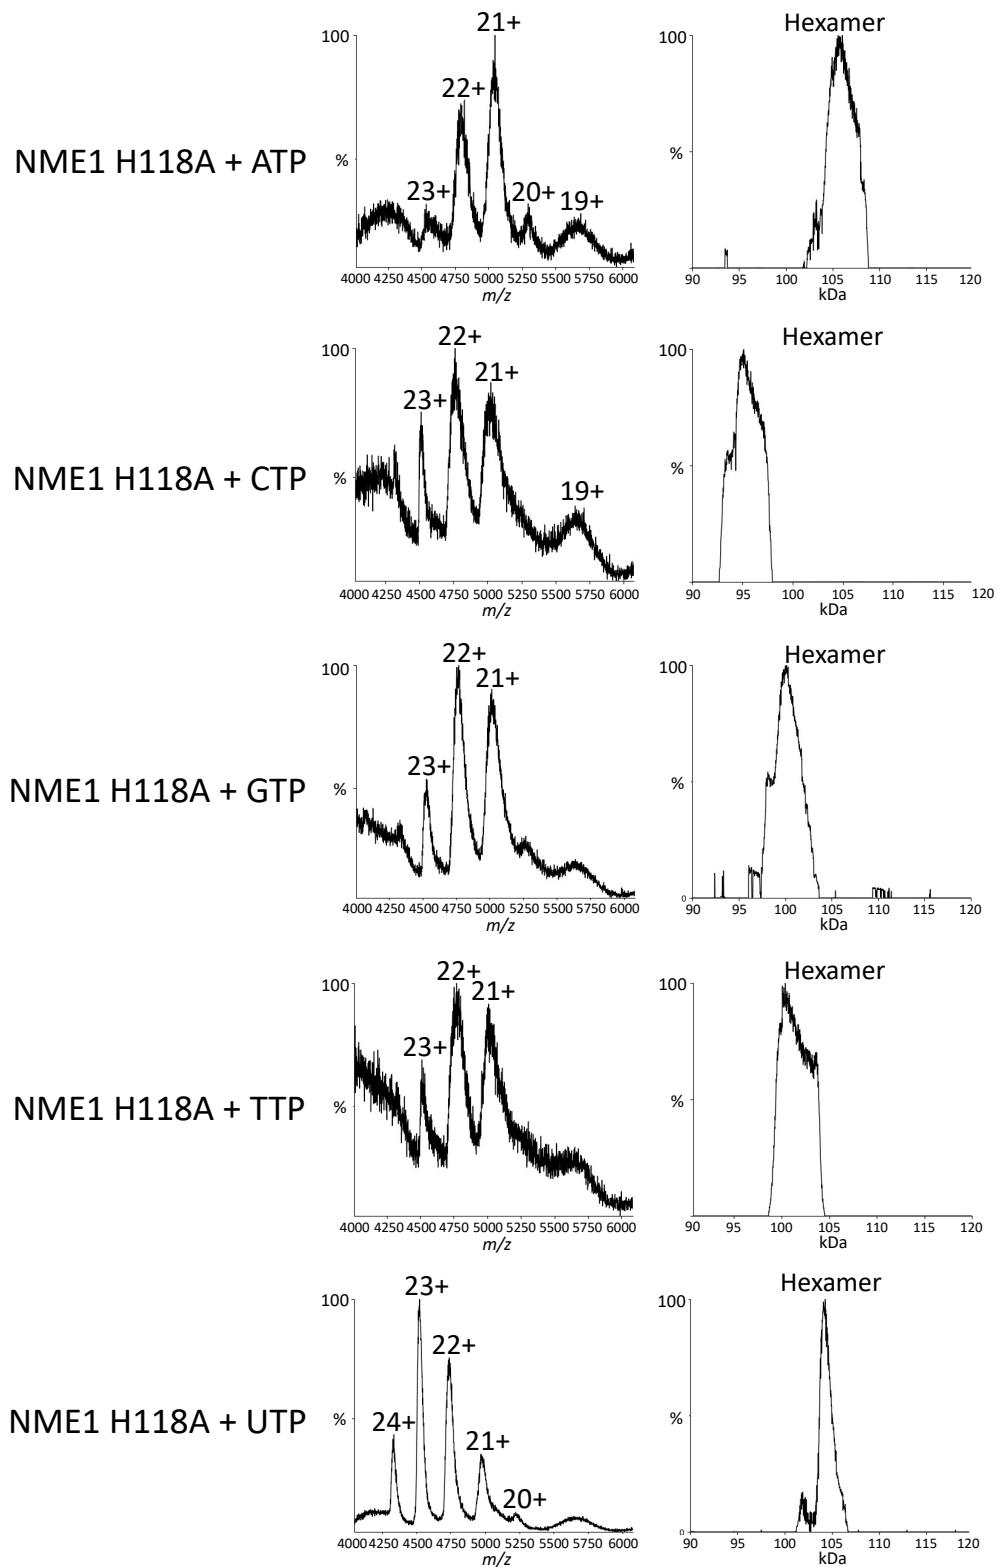 21+
Hexamer
100
22+
100
NME1 H118A + ATP
%
23+
20+
19+
%
4000 4250 4500 4750 5000 5250 5500 5750 6000
m/z
90 95 100 105 110 115 120
kDa
22+
Hexamer
100
21+
100
23+
NME1 H118A + CTP
%
19+
%
4000 4250 4500 4750 5000 5250 5500 5750 6000
m/z
90 95 100 105 110 115 120
kDa
22+
Hexamer
100
21+
100
23+
NME1 H118A + GTP
%
%
0
4000 4250 4500 4750 5000 5250 5500 5750 6000
m/z
90 95 100 105 110 115 120
kDa
22+
Hexamer
100
21+
100
23+
NME1 H118A + TTP
%
%
4000 4250 4500 4750 5000 5250 5500 5750 6000
m/z
90 95 100 105 110 115 120
kDa
23+
Hexamer
100
22+
100
NME1 H118A + UTP
%
24+
21+
20+
%
0
4000 4250 4500 4750 5000 5250 5500 5750 6000
m/z
90 95 100 105 110 115 120
kDa